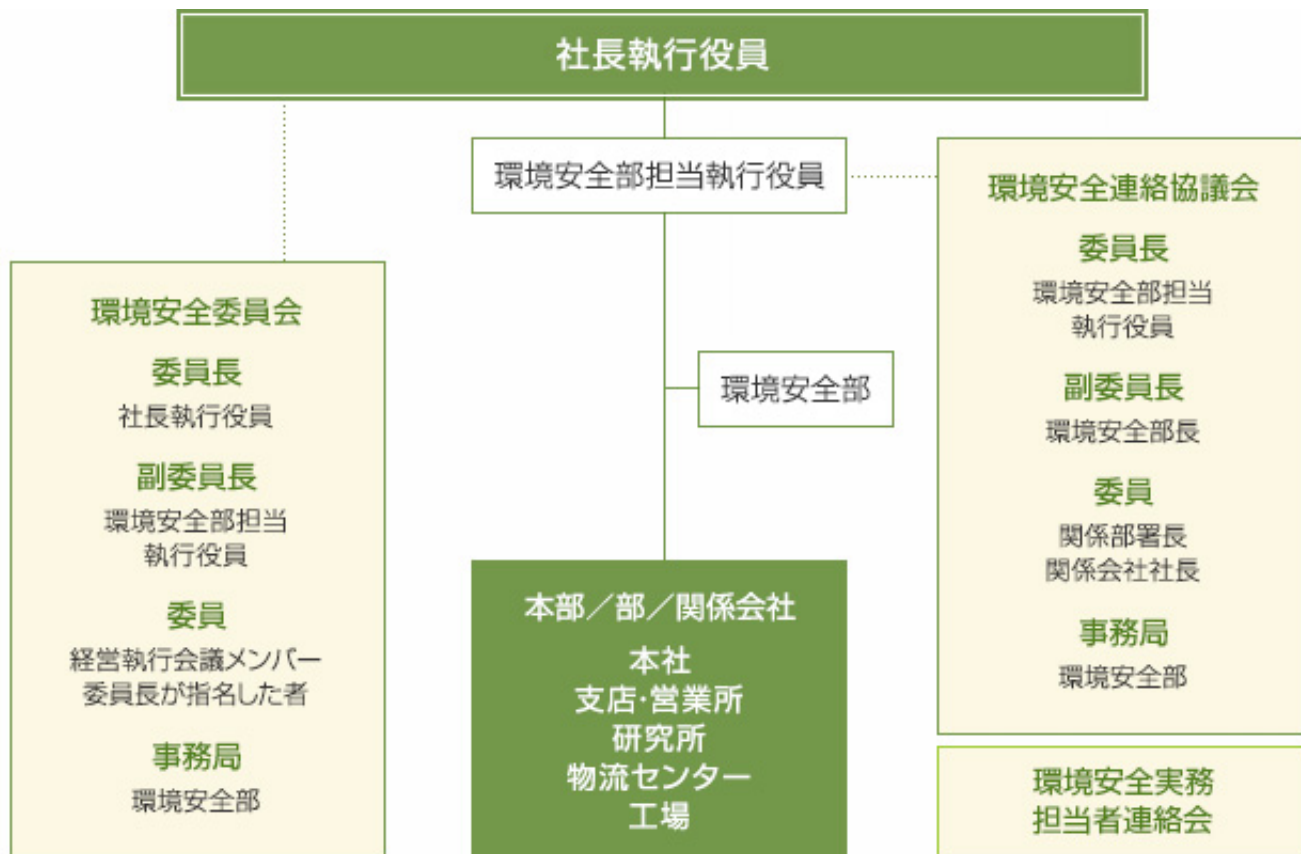 社長執行役員
環境安全部担当執行役員
環境安全委員会
委員長
社長執行役員
副委員長
環境安全部担当
執行役員
委員
経営執行会議メンバー
委員長が指名した者
事務局
環境安全部
環境安全部
本部／部／関係会社
本社
支店・営業所
研究所
物流センター
工場
環境安全連絡協議会
委員長
環境安全部担当
執行役員
副委員長
環境安全部長
委員
関係部署長
関係会社社長
事務局
環境安全部
環境安全実務
担当者連絡会